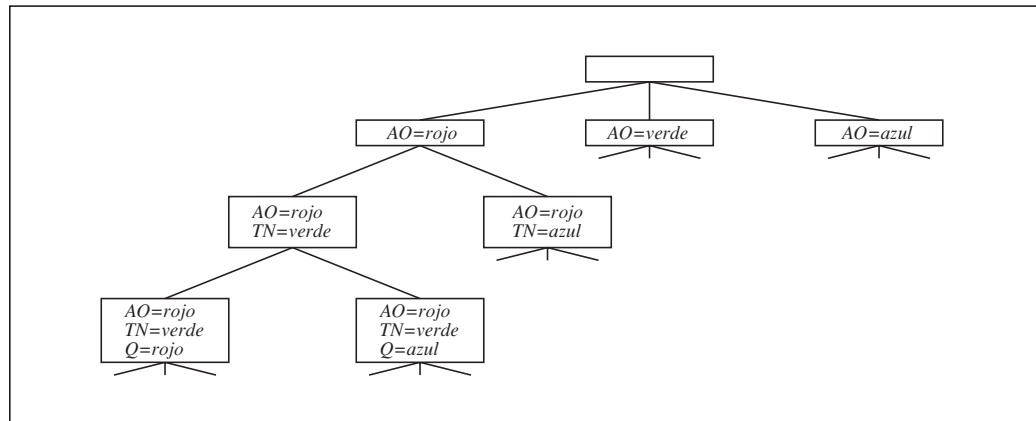 AO=rojo
AO=verde
AO=azul
AO=rojo
TN=verde
AO=rojo
TN=azul
AO=rojo
TN=verde
Q=rojo
AO=rojo
TN=verde
Q=azul